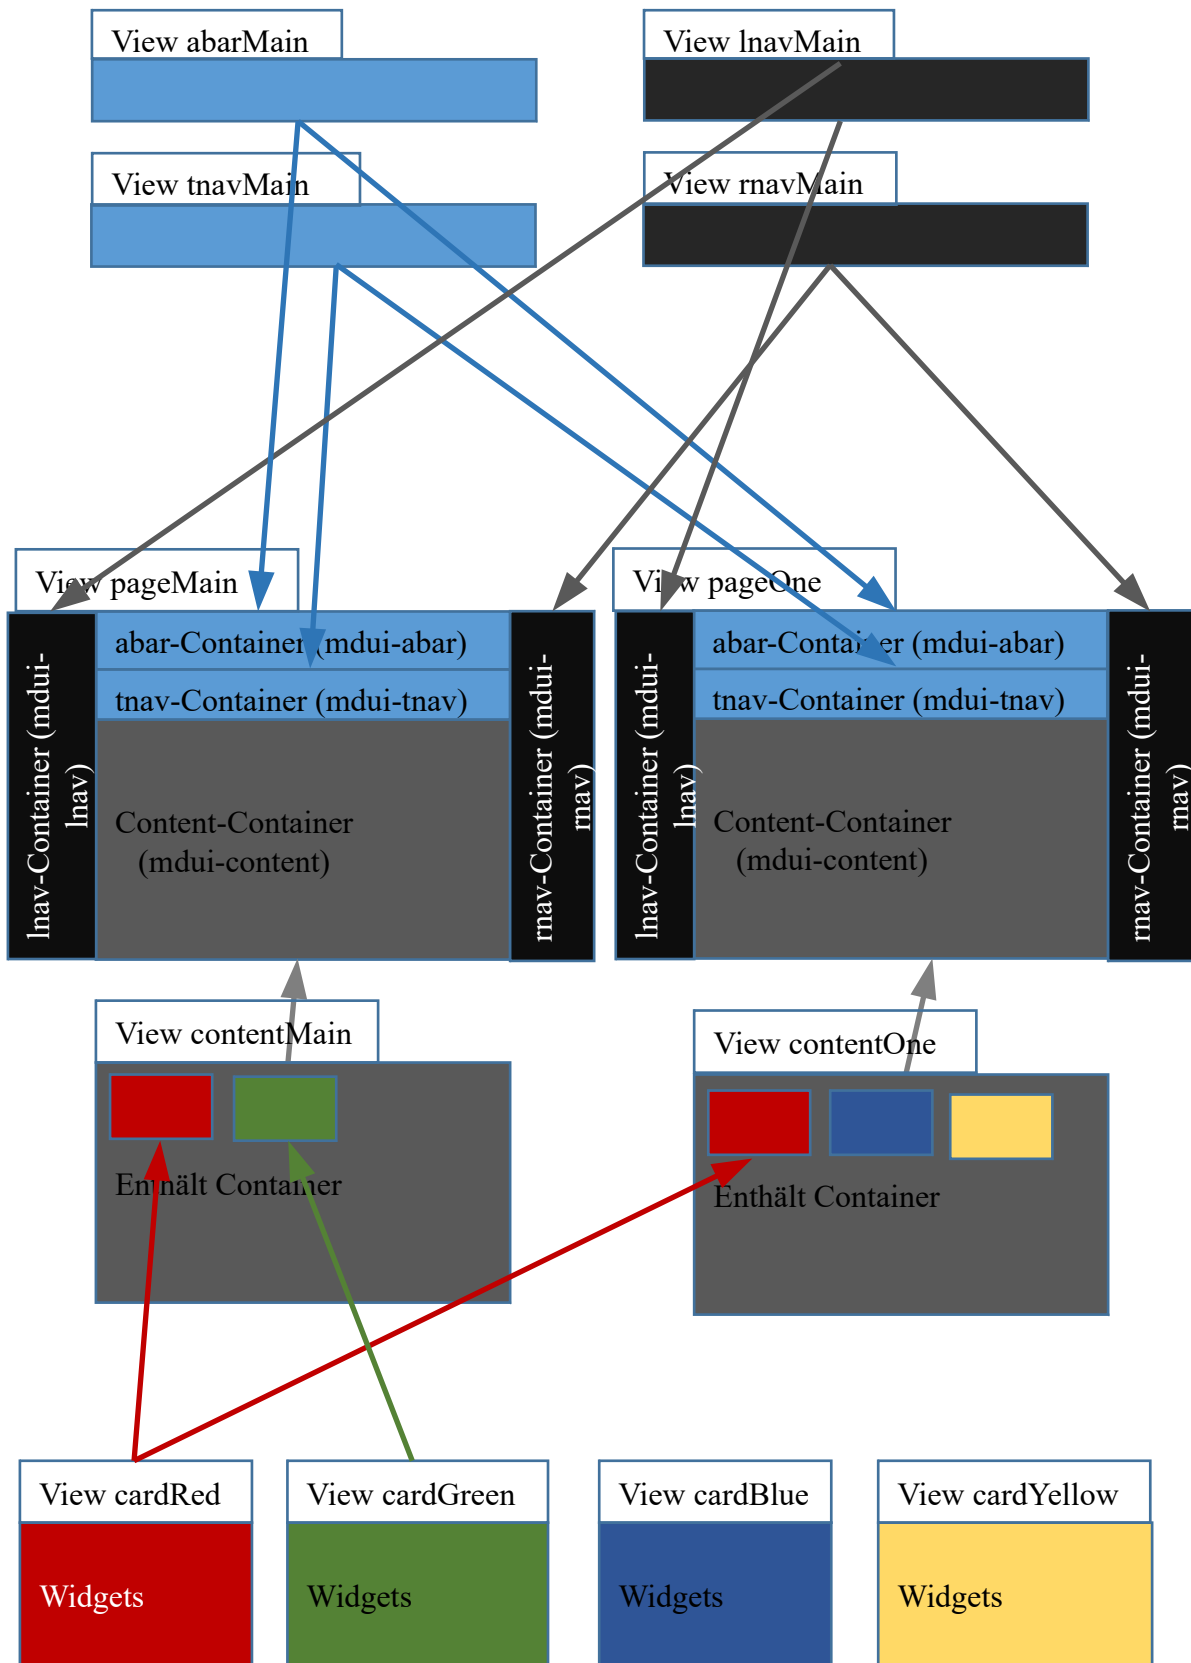 View abarMain
View lnavMain
View tnavMain
View rnavMain
View pageMain
View pageOne
abar-Container (mdui-abar)
tnav-Container (mdui-tnav)
lnav-Container (mdui-
lnav)
Content-Container
(mdui-content)
rnav-Container (mdui-
rnav)
abar-Container (mdui-abar)
tnav-Container (mdui-tnav)
lnav-Container (mdui-
lnav)
Content-Container
(mdui-content)
rnav-Container (mdui-
rnav)
View contentMain
Enthält Container
View contentOne
Enthält Container
View cardRed
Widgets
View cardGreen
Widgets
View cardBlue
Widgets
View cardYellow
Widgets